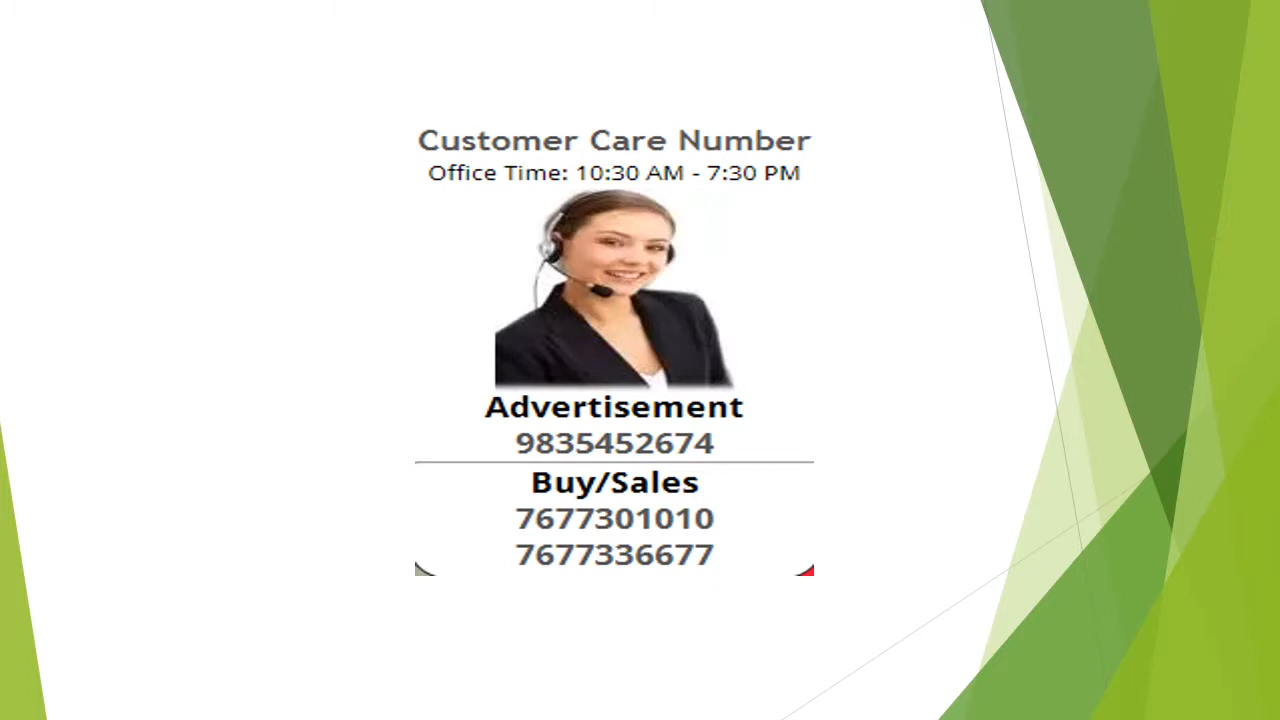 Customer Care Number
Office Time: 10:30 AM - 7:30 PM
Advertisement
9835452674
Buy/Sales
7677301010
7677336677